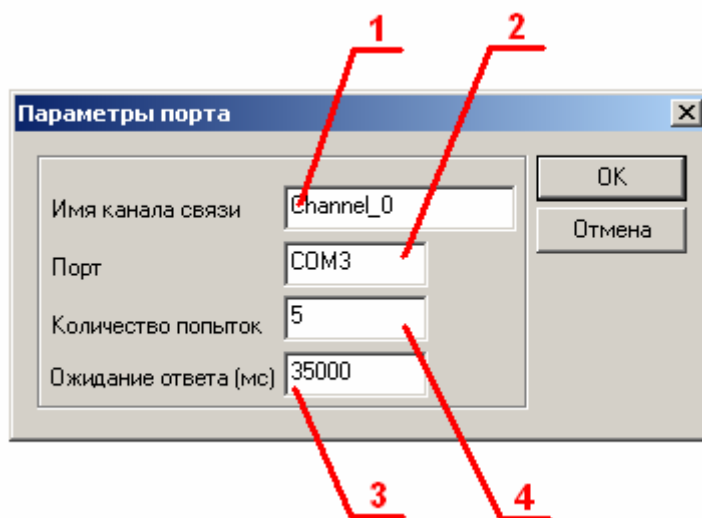 1
2
Параметры порта
Имя канала связи
Channel_0
OK
Порт
COM3
Отмена
Количество попыток
5
Ожидание ответа (мс)
35000
3
4